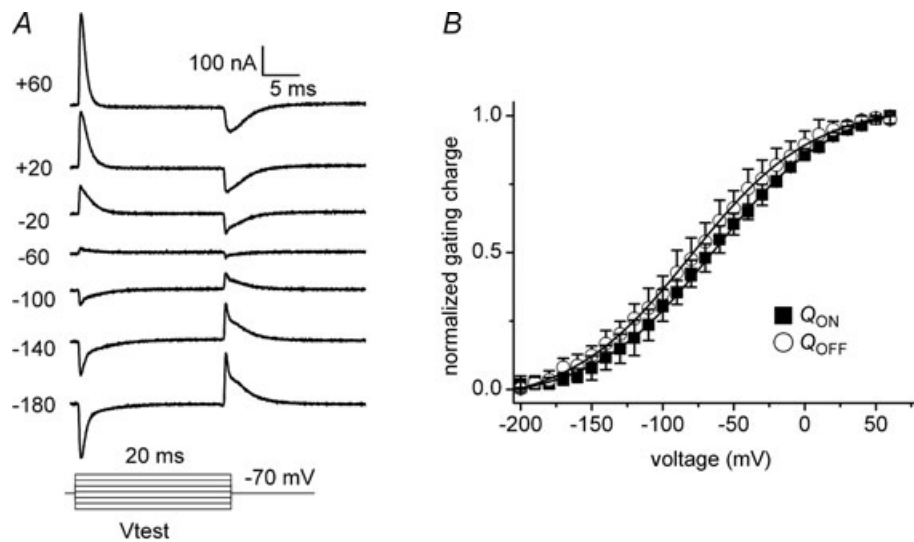 A
100 nA
5 ms
+60
+20
-20
-60
-100
-140
-180
20 ms
-70 mV
Vtest
B
normalized gating charge
1.0
0.5
0.0
QON
QOFF
-200 -150 -100 -50 0 50
voltage (mV)